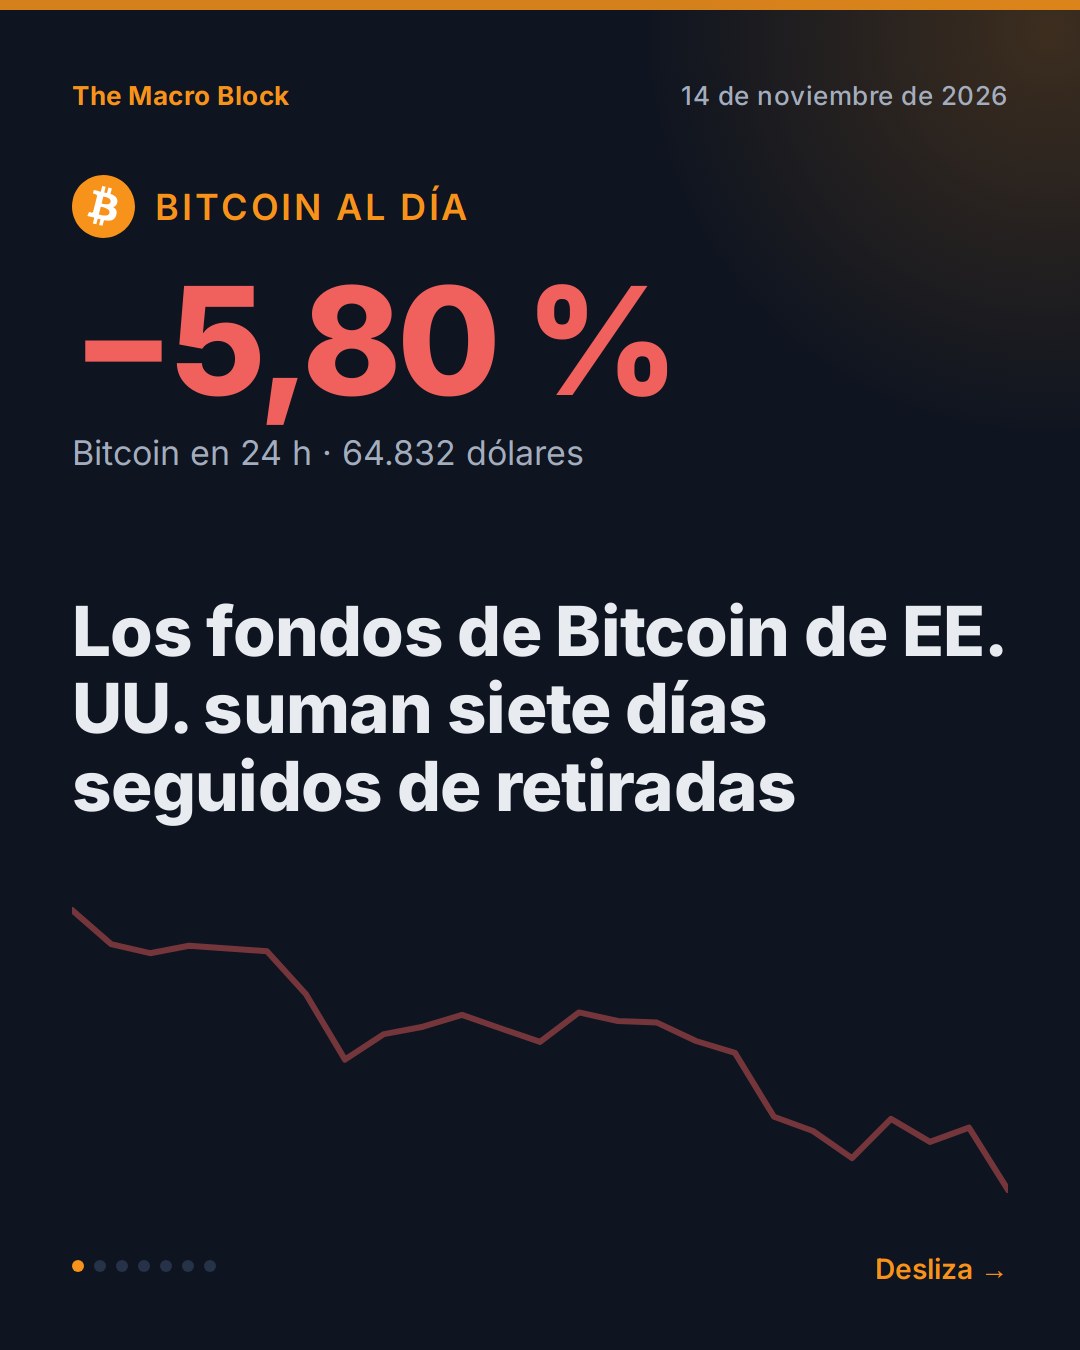 The Macro Block
14 de noviembre de 2026
BITCOIN AL DÍA
−5,80 %
Bitcoin en 24 h · 64.832 dólares
Los fondos de Bitcoin de EE.
UU. suman siete días
seguidos de retiradas
Desliza →